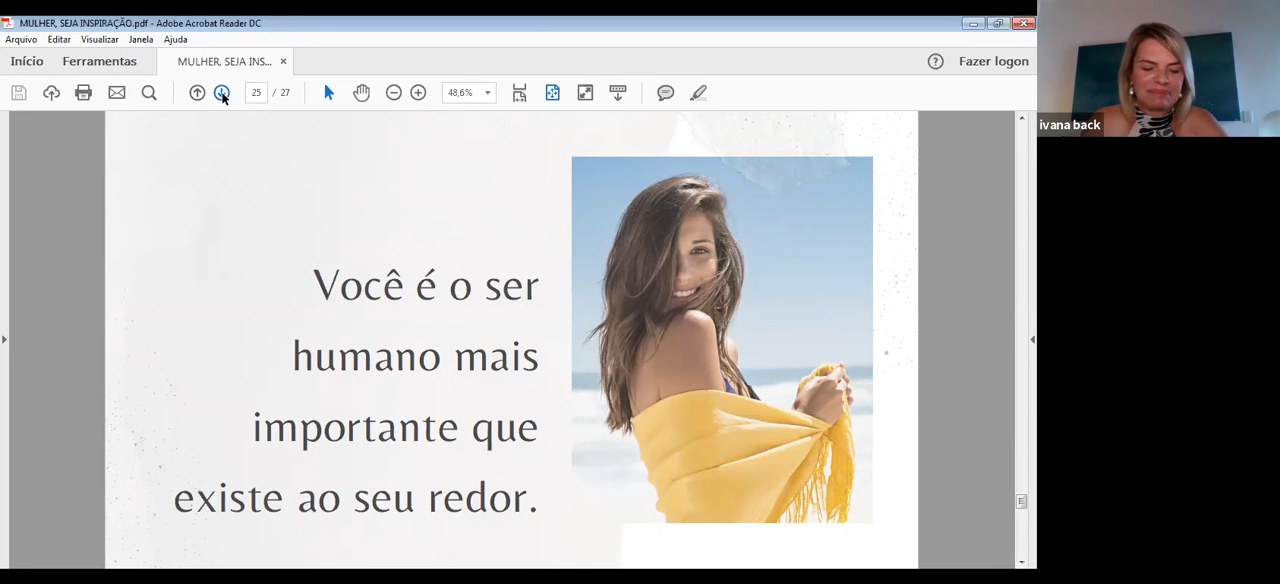 MULHER, SEJA INSPIRAÇÃO.pdf - Adobe Acrobat Reader DC
Arquivo Editar Visualizar Janela Ajuda
Início Ferramentas MULHER, SEJA INS... × Fazer logon
25 / 27 48,6%
ivana back
Você é o ser
humano mais
importante que
existe ao seu redor.